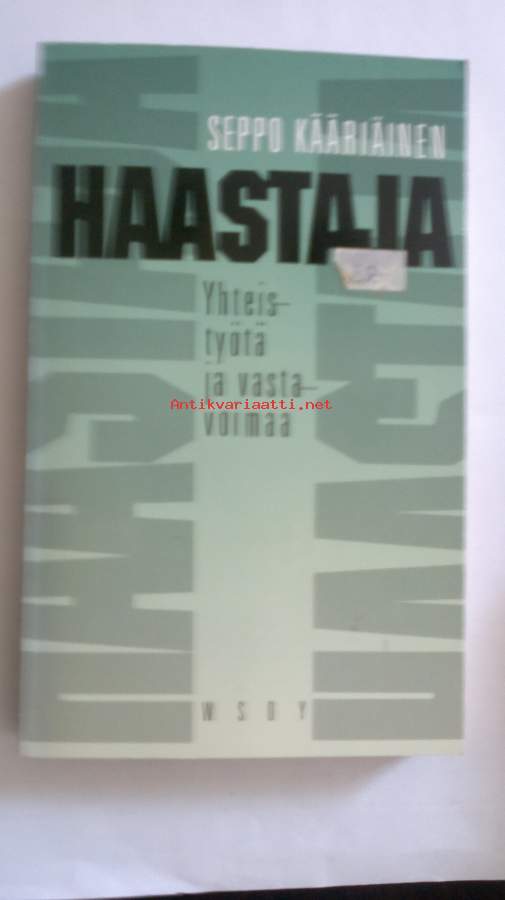 SEPPO KÄÄRIÄINEN
HAASTAJA
Yhteis-
työtä
ja vasta-
voimaa
Antikvariaatti.net
WSOY